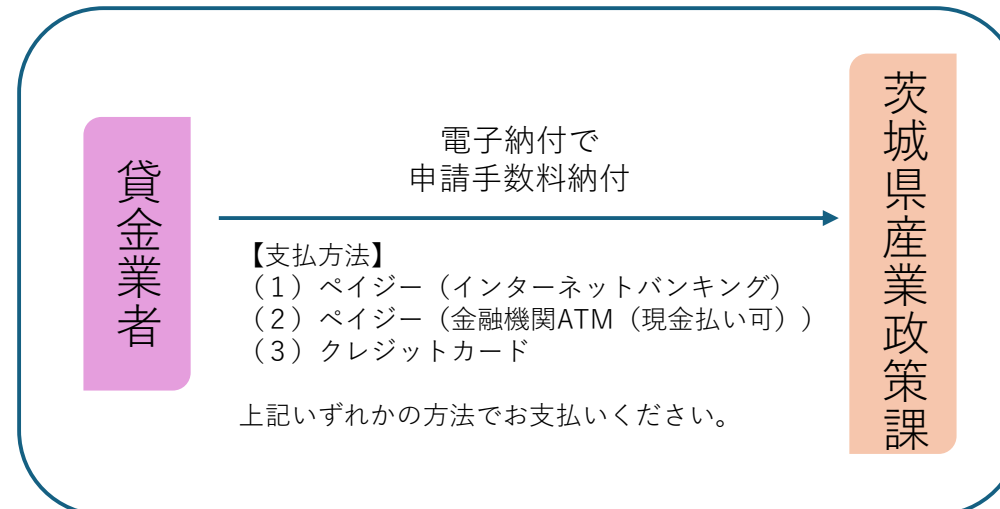 貸金業者
電子納付で
申請手数料納付
【支払方法】
（１）ペイジー（インターネットバンキング）
（２）ペイジー（金融機関ATM（現金払い可））
（３）クレジットカード
上記いずれかの方法でお支払いください。
茨城県産業政策課